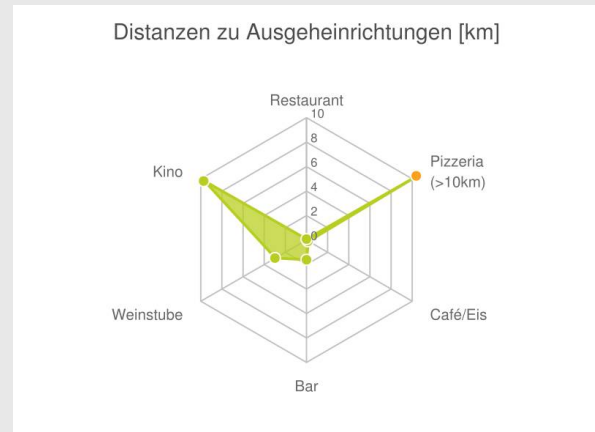 Distanzen zu Ausgeheinrichtungen [km]
Restaurant
10
8
6
4
2
0
Kino
Pizzeria
(>10km)
Weinstube
Café/Eis
Bar